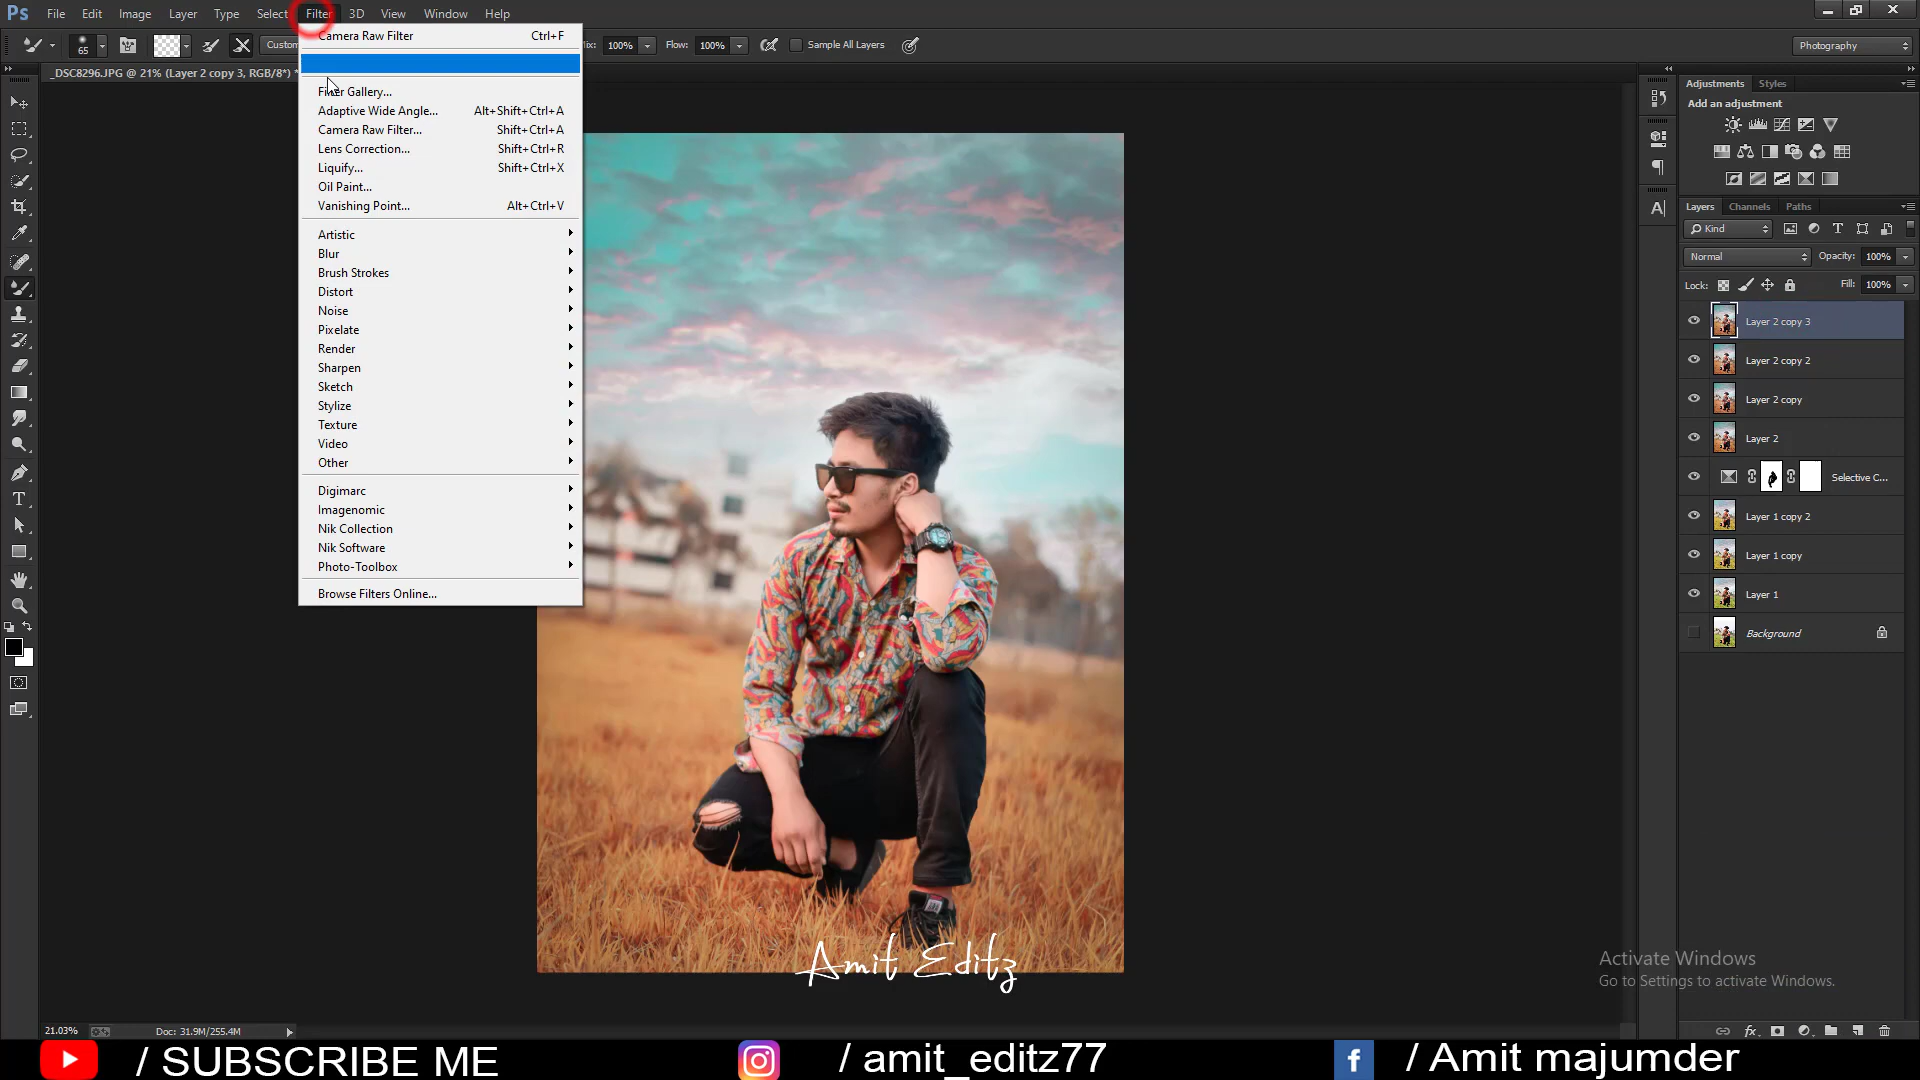 Ps File Edit Image Layer Type Select Filter 3D View Window Help
65 Mix: 100% Flow: 100% Sample All Layers Photography
_DSC8296.JPG @ 21% (Layer 2 copy 3, RGB/8*) *
Camera Raw Filter Ctrl+F
Filter Gallery...
Adaptive Wide Angle... Alt+Shift+Ctrl+A
Camera Raw Filter... Shift+Ctrl+A
Lens Correction... Shift+Ctrl+R
Liquify... Shift+Ctrl+X
Oil Paint...
Vanishing Point... Alt+Ctrl+V
Artistic
Blur
Brush Strokes
Distort
Noise
Pixelate
Render
Sharpen
Sketch
Stylize
Texture
Video
Other
Digimarc
Imagenomic
Nik Collection
Nik Software
Photo-Toolbox
Browse Filters Online...
Adjustments Styles
Add an adjustment
Layers Channels Paths
Kind
Normal Opacity: 100%
Lock: Fill: 100%
Layer 2 copy 3
Layer 2 copy 2
Layer 2 copy
Layer 2
Selective C...
Layer 1 copy 2
Layer 1 copy
Layer 1
Background
Amit Editz
Activate Windows
Go to Settings to activate Windows.
21.03% Doc: 31.9M/255.4M
/ SUBSCRIBE ME / amit_editz77 / Amit majumder